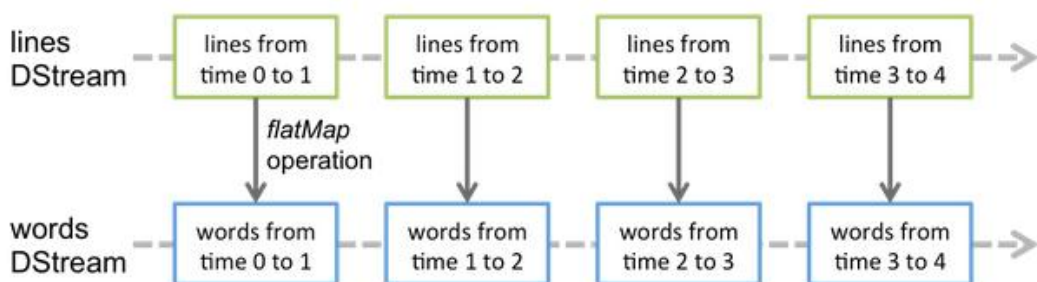 lines
DStream
lines from
time 0 to 1
lines from
time 1 to 2
lines from
time 2 to 3
lines from
time 3 to 4
flatMap
operation
words
DStream
words from
time 0 to 1
words from
time 1 to 2
words from
time 2 to 3
words from
time 3 to 4